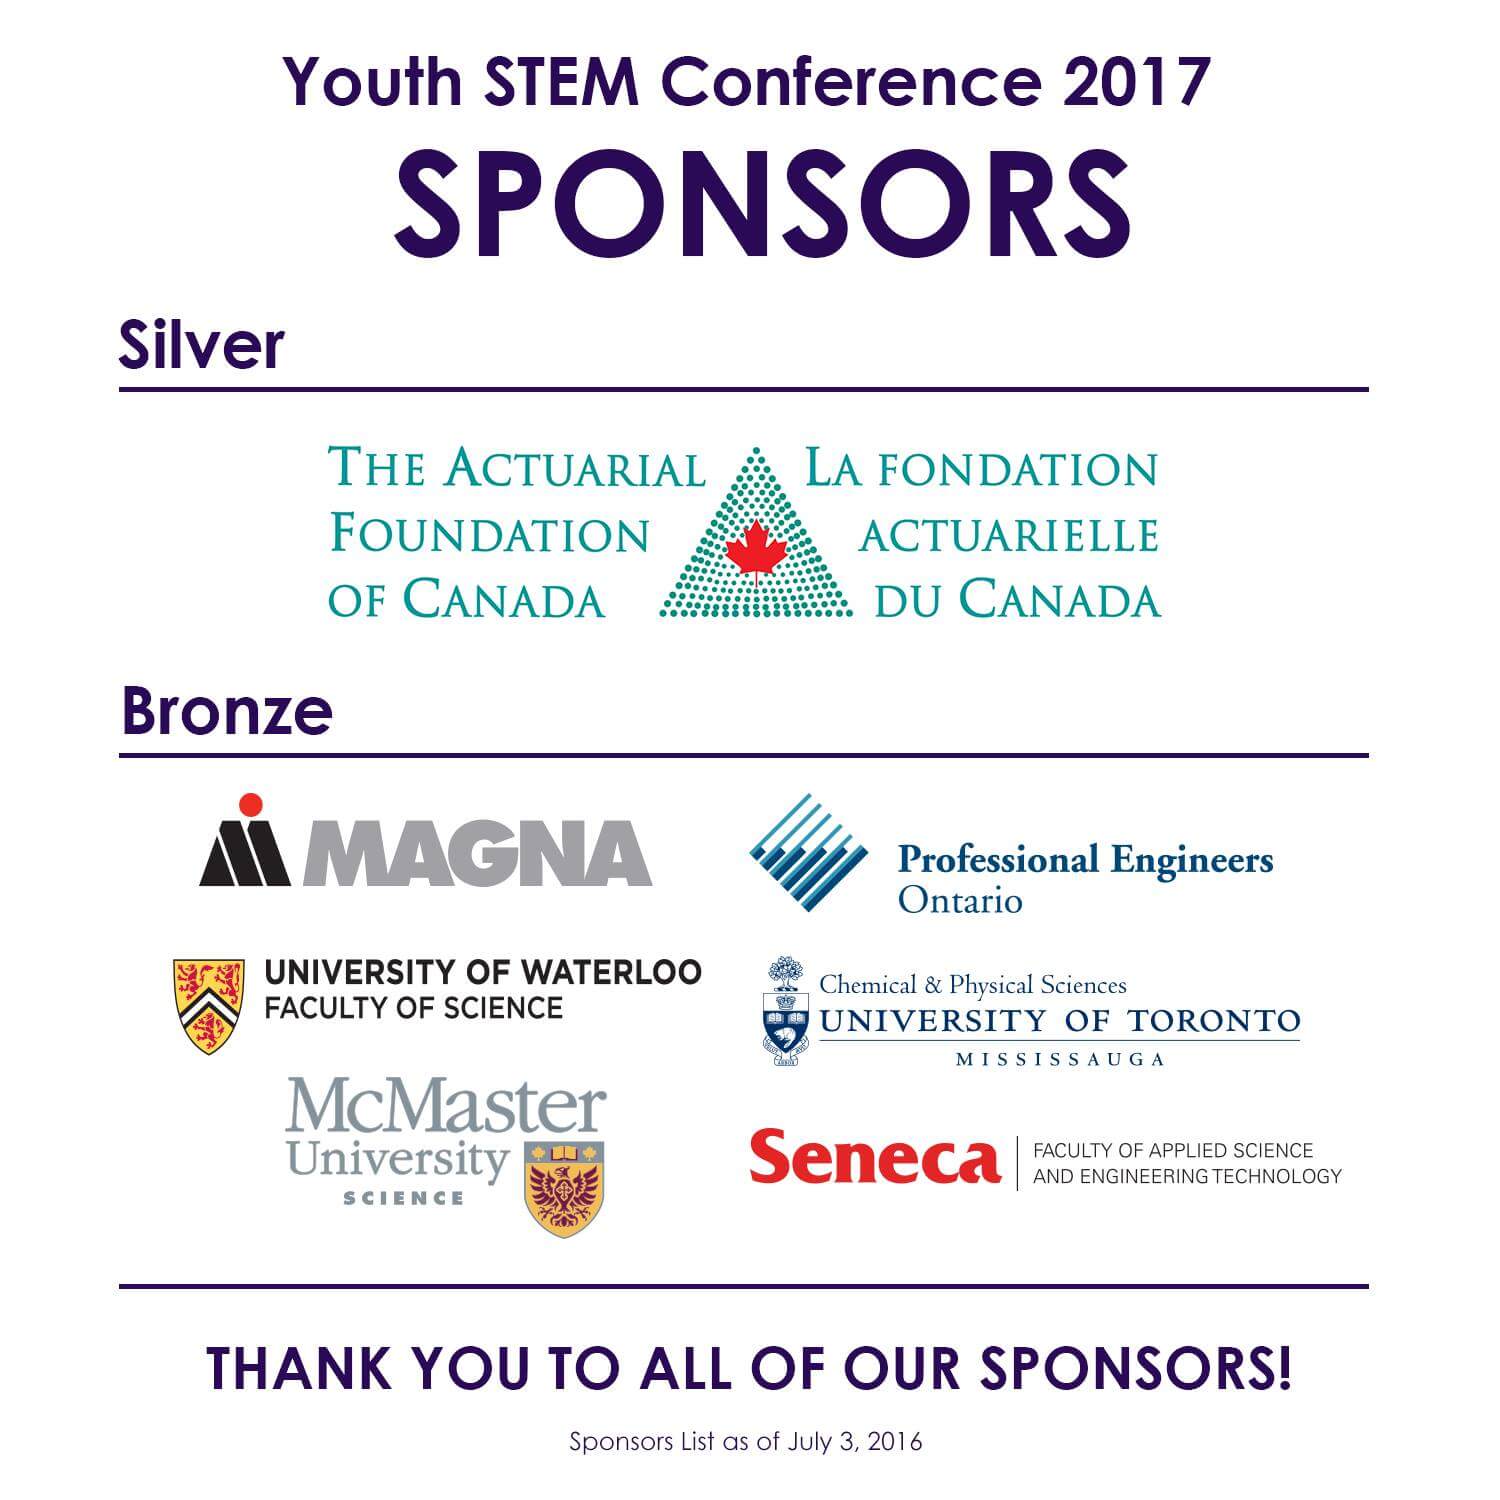 Youth STEM Conference 2017
SPONSORS
Silver
THE ACTUARIAL
FOUNDATION
OF CANADA
LA FONDATION
ACTUARIELLE
DU CANADA
Bronze
MAGNA
Professional Engineers
Ontario
UNIVERSITY OF WATERLOO
FACULTY OF SCIENCE
Chemical & Physical Sciences
UNIVERSITY OF TORONTO
MISSISSAUGA
McMaster
University
SCIENCE
Seneca
FACULTY OF APPLIED SCIENCE
AND ENGINEERING TECHNOLOGY
THANK YOU TO ALL OF OUR SPONSORS!
Sponsors List as of July 3, 2016